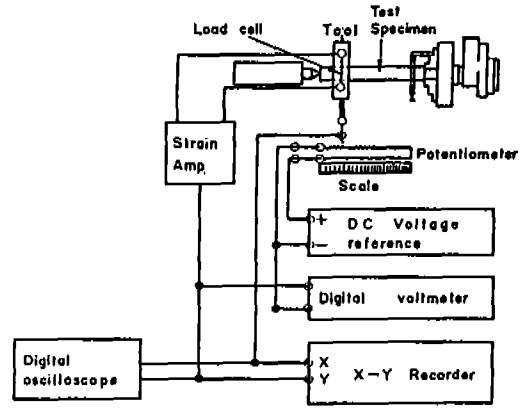 Test
Specimen
Tool
Load cell
Strain
Amp.
Potentiometer
Scale
+ DC Voltage
− reference
Digital voltmeter
Digital
oscilloscope
X
Y
X-Y Recorder